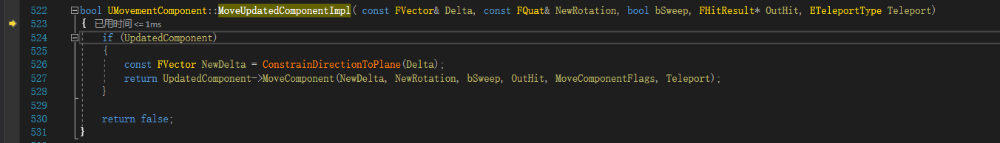 522 bool UMovementComponent::MoveUpdatedComponentImpl( const FVector& Delta, const FQuat& NewRotation, bool bSweep, FHitResult* OutHit, ETeleportType Teleport)
523 { 已用时间 <= 1ms
524 if (UpdatedComponent)
525 {
526 const FVector NewDelta = ConstrainDirectionToPlane(Delta);
527 return UpdatedComponent->MoveComponent(NewDelta, NewRotation, bSweep, OutHit, MoveComponentFlags, Teleport);
528 }
529
530 return false;
531 }